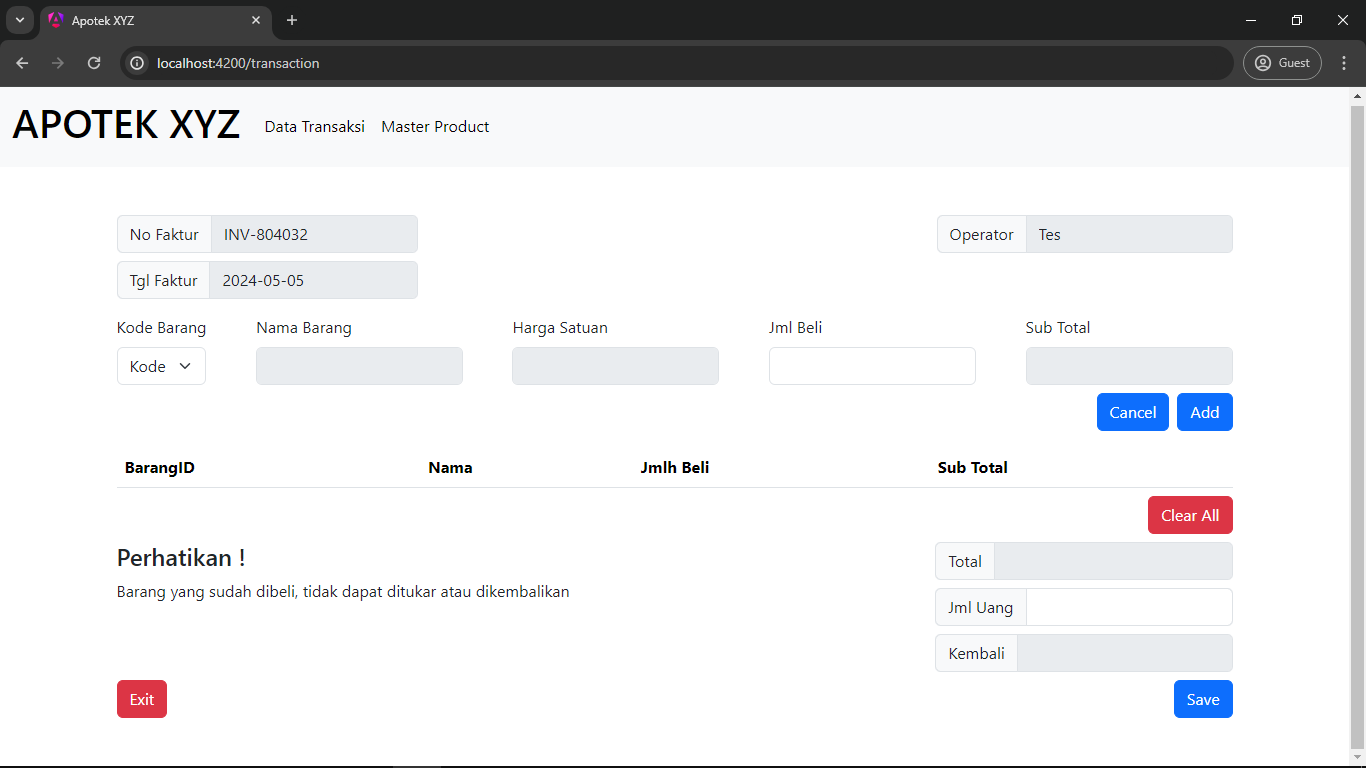 Apotek XYZ
localhost:4200/transaction
Guest
APOTEK XYZ Data Transaksi Master Product
No Faktur INV-804032 Operator Tes
Tgl Faktur 2024-05-05
Kode Barang Nama Barang Harga Satuan Jml Beli Sub Total
Kode
Cancel Add
BarangID Nama Jmlh Beli Sub Total
Clear All
Perhatikan ! Total
Barang yang sudah dibeli, tidak dapat ditukar atau dikembalikan
Jml Uang
Kembali
Exit Save